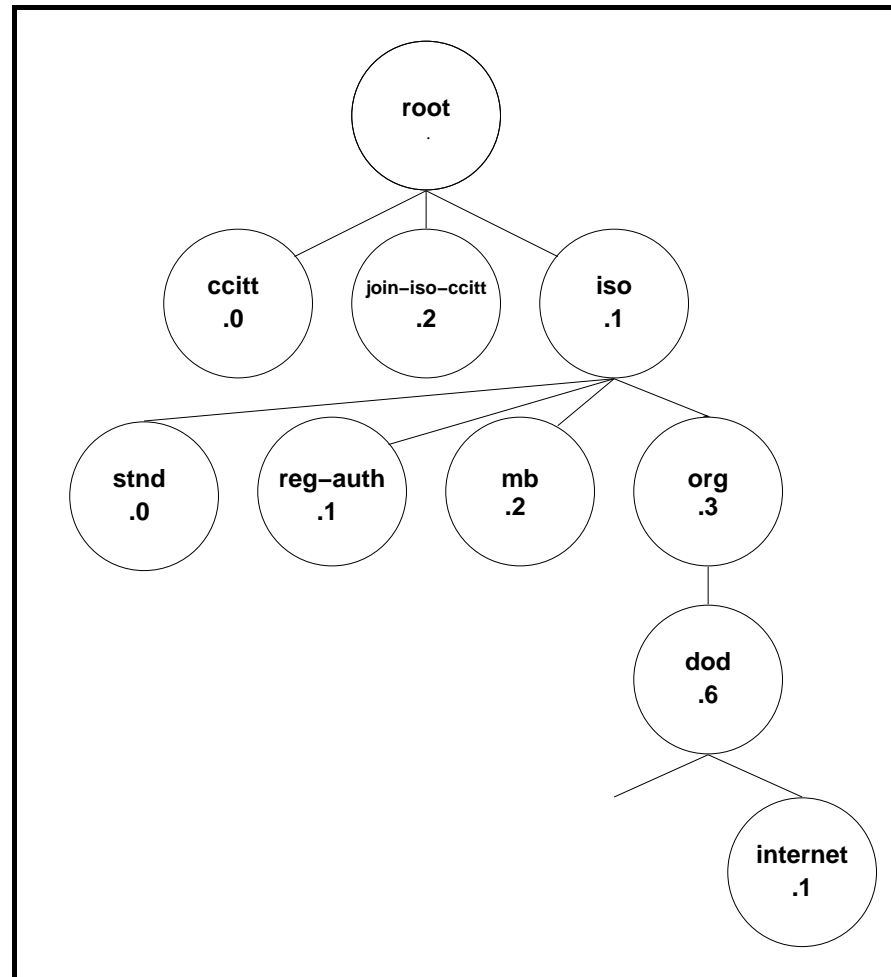 root
.
ccitt
.0
join−iso−ccitt
.2
iso
.1
stnd
.0
reg−auth
.1
mb
.2
org
.3
dod
.6
internet
.1